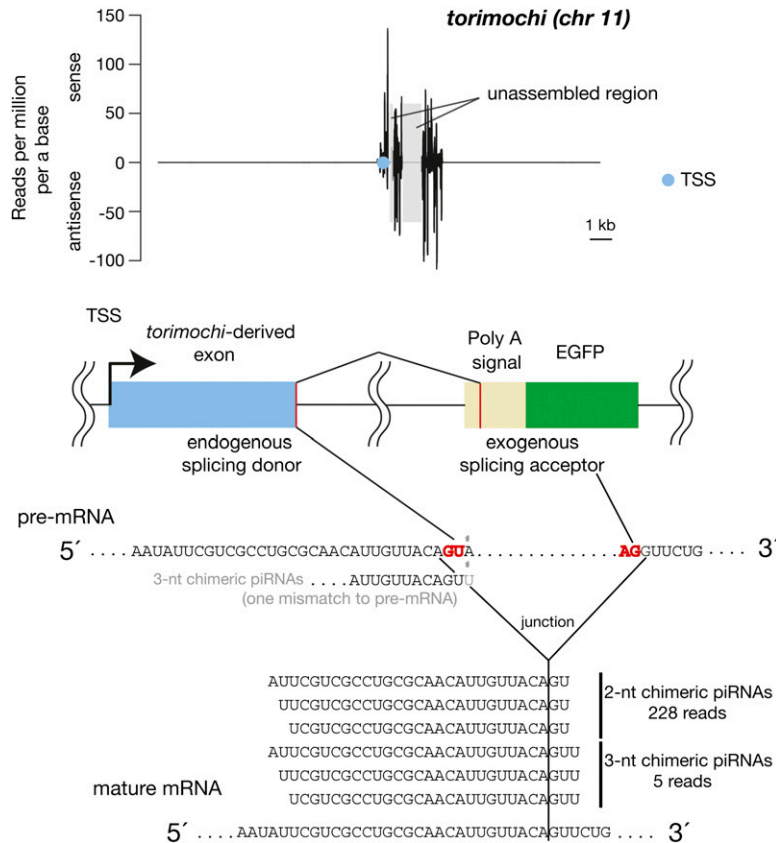 torimochi (chr 11)
Reads per million
per a base
antisense sense
150
100
50
0
-50
-100
unassembled region
TSS
1 kb
TSS
torimochi-derived
exon
Poly A
signal
EGFP
endogenous
splicing donor
exogenous
splicing acceptor
pre-mRNA
5´ ....AAUAUUCGUCGCCUGCGCAACAUUGUUACAGUA..............AGGUUCUG.... 3´
3-nt chimeric piRNAs ....AUUGUUACAGUU
(one mismatch to pre-mRNA)
junction
AUUCGUCGCCUGCGCAACAUUGUUACAGU
UUCGUCGCCUGCGCAACAUUGUUACAGU
UCGUCGCCUGCGCAACAUUGUUACAGU
2-nt chimeric piRNAs
228 reads
AUUCGUCGCCUGCGCAACAUUGUUACAGUU
UUCGUCGCCUGCGCAACAUUGUUACAGUU
UCGUCGCCUGCGCAACAUUGUUACAGUU
3-nt chimeric piRNAs
5 reads
mature mRNA
5´ ....AAUAUUCGUCGCCUGCGCAACAUUGUUACAGUUCUG.... 3´